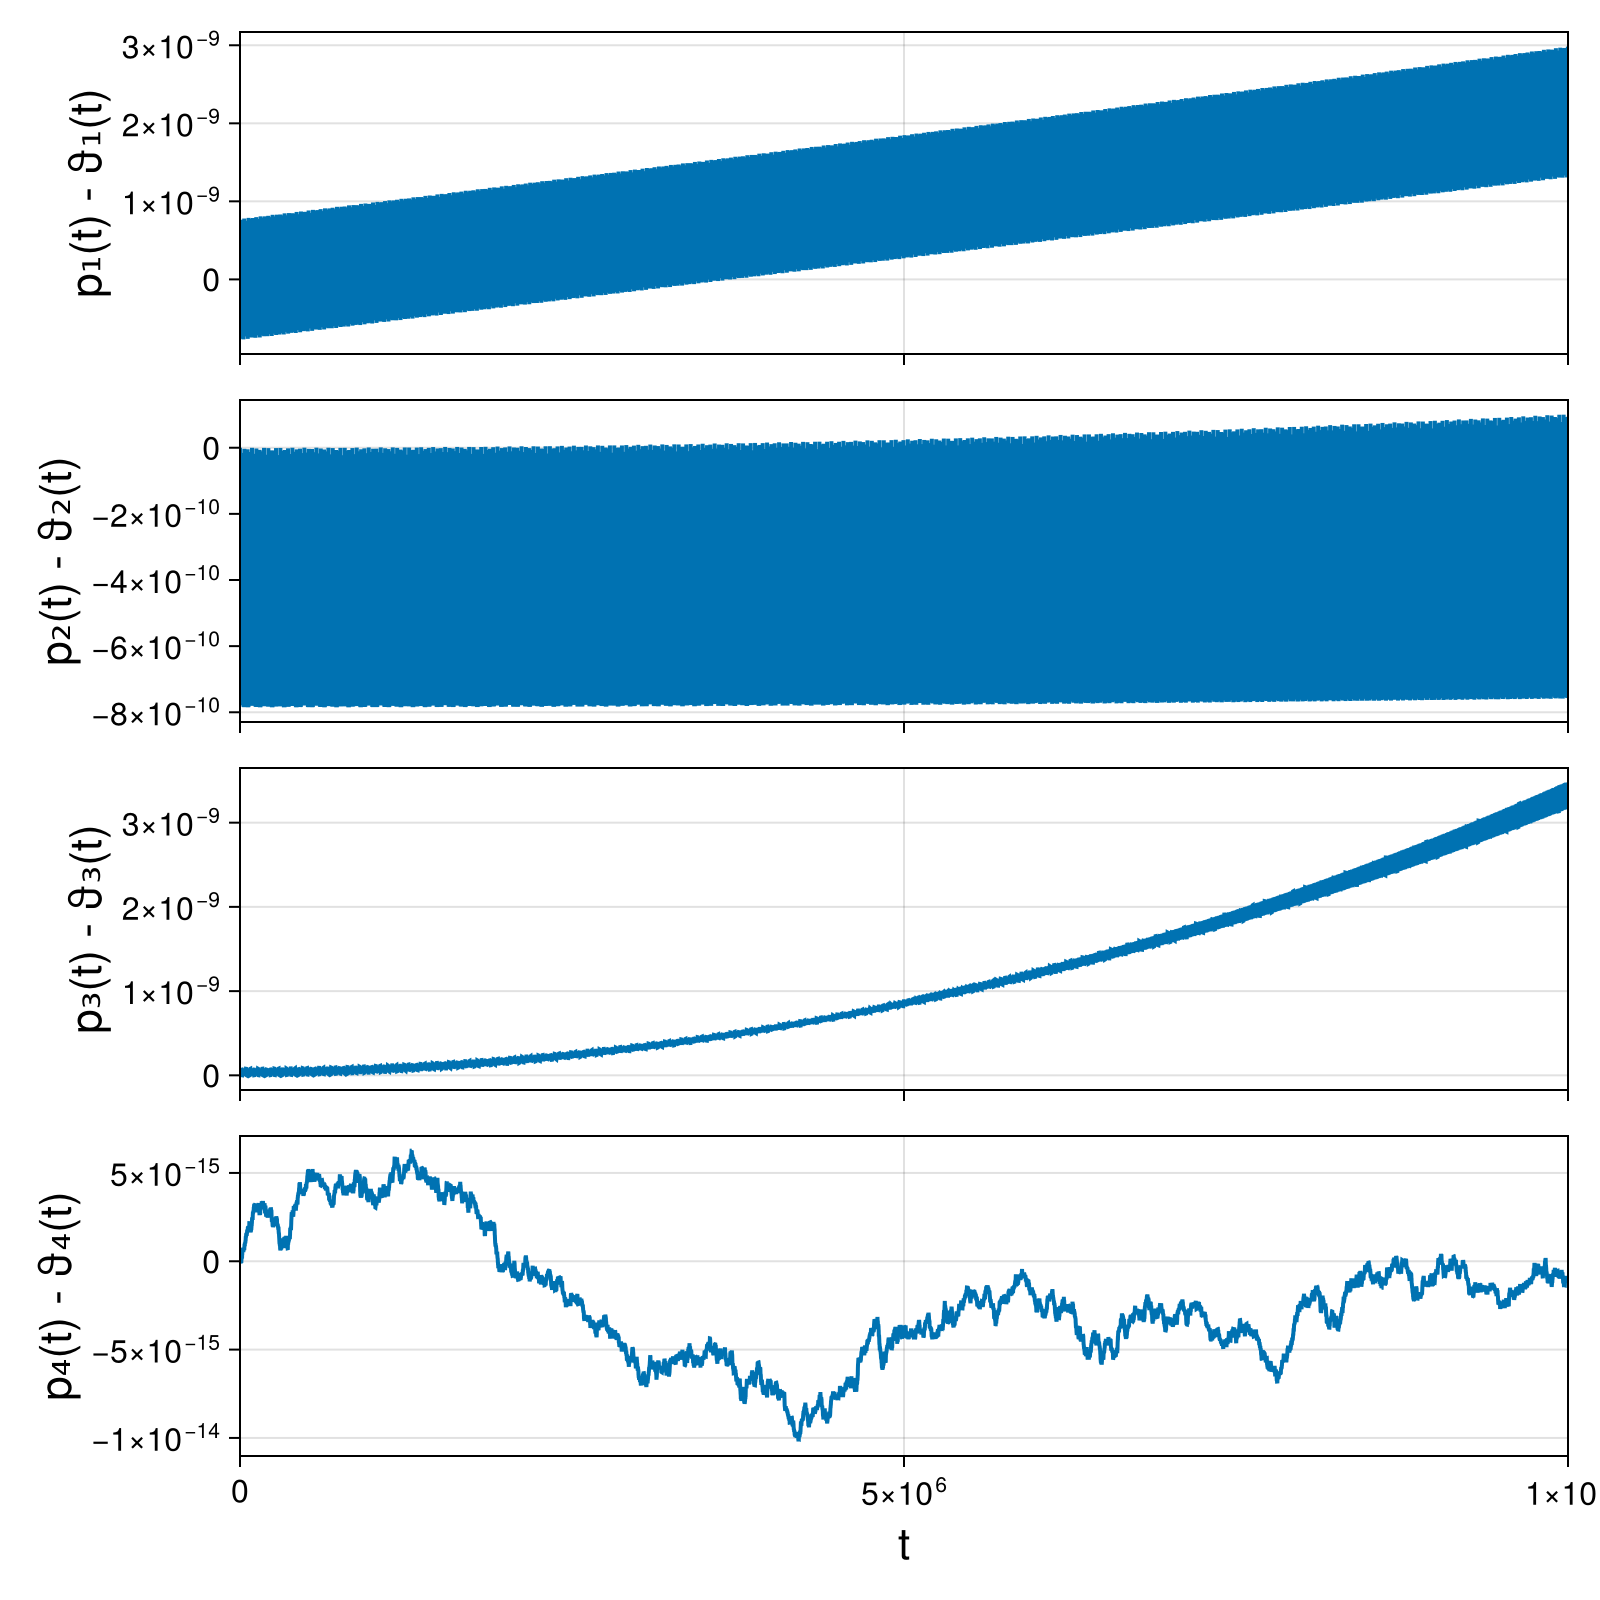 p₁(t) - ϑ₁(t)
3×10⁻⁹
2×10⁻⁹
1×10⁻⁹
0
p₂(t) - ϑ₂(t)
0
−2×10⁻¹⁰
−4×10⁻¹⁰
−6×10⁻¹⁰
−8×10⁻¹⁰
p₃(t) - ϑ₃(t)
3×10⁻⁹
2×10⁻⁹
1×10⁻⁹
0
p₄(t) - ϑ₄(t)
5×10⁻¹⁵
0
−5×10⁻¹⁵
−1×10⁻¹⁴
0 5×10⁶ 1×10
t